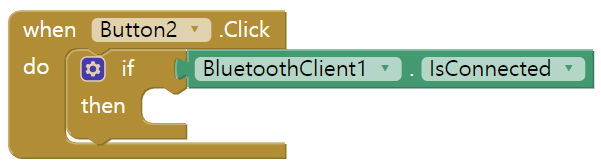 when Button2 .Click
do if BluetoothClient1 . IsConnected
then